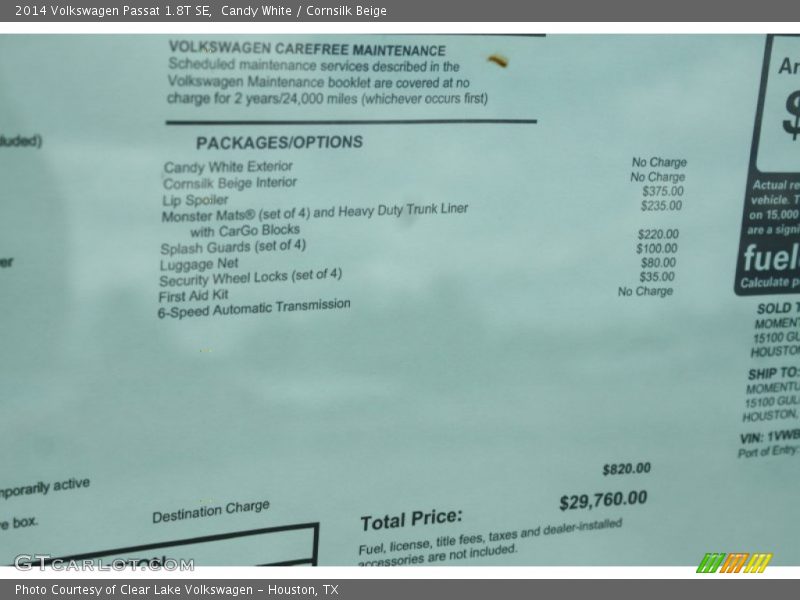 2014 Volkswagen Passat 1.8T SE, Candy White / Cornsilk Beige
VOLKSWAGEN CAREFREE MAINTENANCE
Scheduled maintenance services described in the
Volkswagen Maintenance booklet are covered at no
charge for 2 years/24,000 miles (whichever occurs first)
PACKAGES/OPTIONS
Candy White Exterior No Charge
Cornsilk Beige Interior No Charge
Lip Spoiler $375.00
Monster Mats® (set of 4) and Heavy Duty Trunk Liner $235.00
with CarGo Blocks
Splash Guards (set of 4) $220.00
Luggage Net $100.00
Security Wheel Locks (set of 4) $80.00
First Aid Kit $35.00
6-Speed Automatic Transmission No Charge
mporarily active
e box.
Destination Charge $820.00
Total Price: $29,760.00
Fuel, license, title fees, taxes and dealer-installed
accessories are not included.
An
$
Actual re
vehicle. T
on 15,000
are a signi
fuel
Calculate p
SOLD T
MOMENT
15100 GU
HOUSTON
SHIP TO:
MOMENTU
15100 GUL
HOUSTON,
VIN: 1VWB
Port of Entry:
GTCARLOT.COM
Photo Courtesy of Clear Lake Volkswagen – Houston, TX